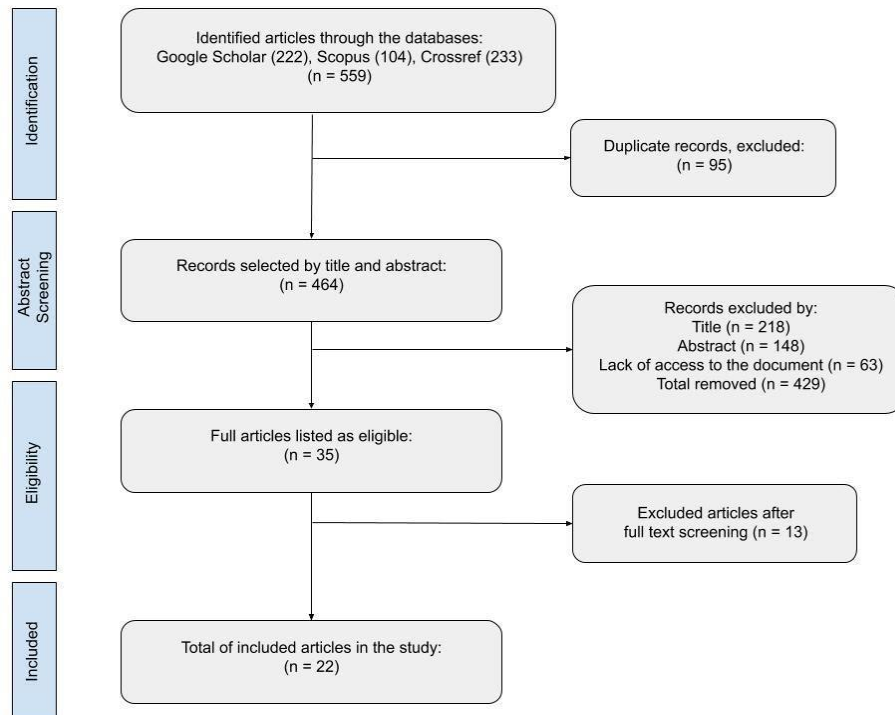 Identification
Identified articles through the databases:
Google Scholar (222), Scopus (104), Crossref (233)
(n = 559)
Duplicate records, excluded:
(n = 95)
Abstract
Screening
Records selected by title and abstract:
(n = 464)
Records excluded by:
Title (n = 218)
Abstract (n = 148)
Lack of access to the document (n = 63)
Total removed (n = 429)
Eligibility
Full articles listed as eligible:
(n = 35)
Excluded articles after
full text screening (n = 13)
Included
Total of included articles in the study:
(n = 22)